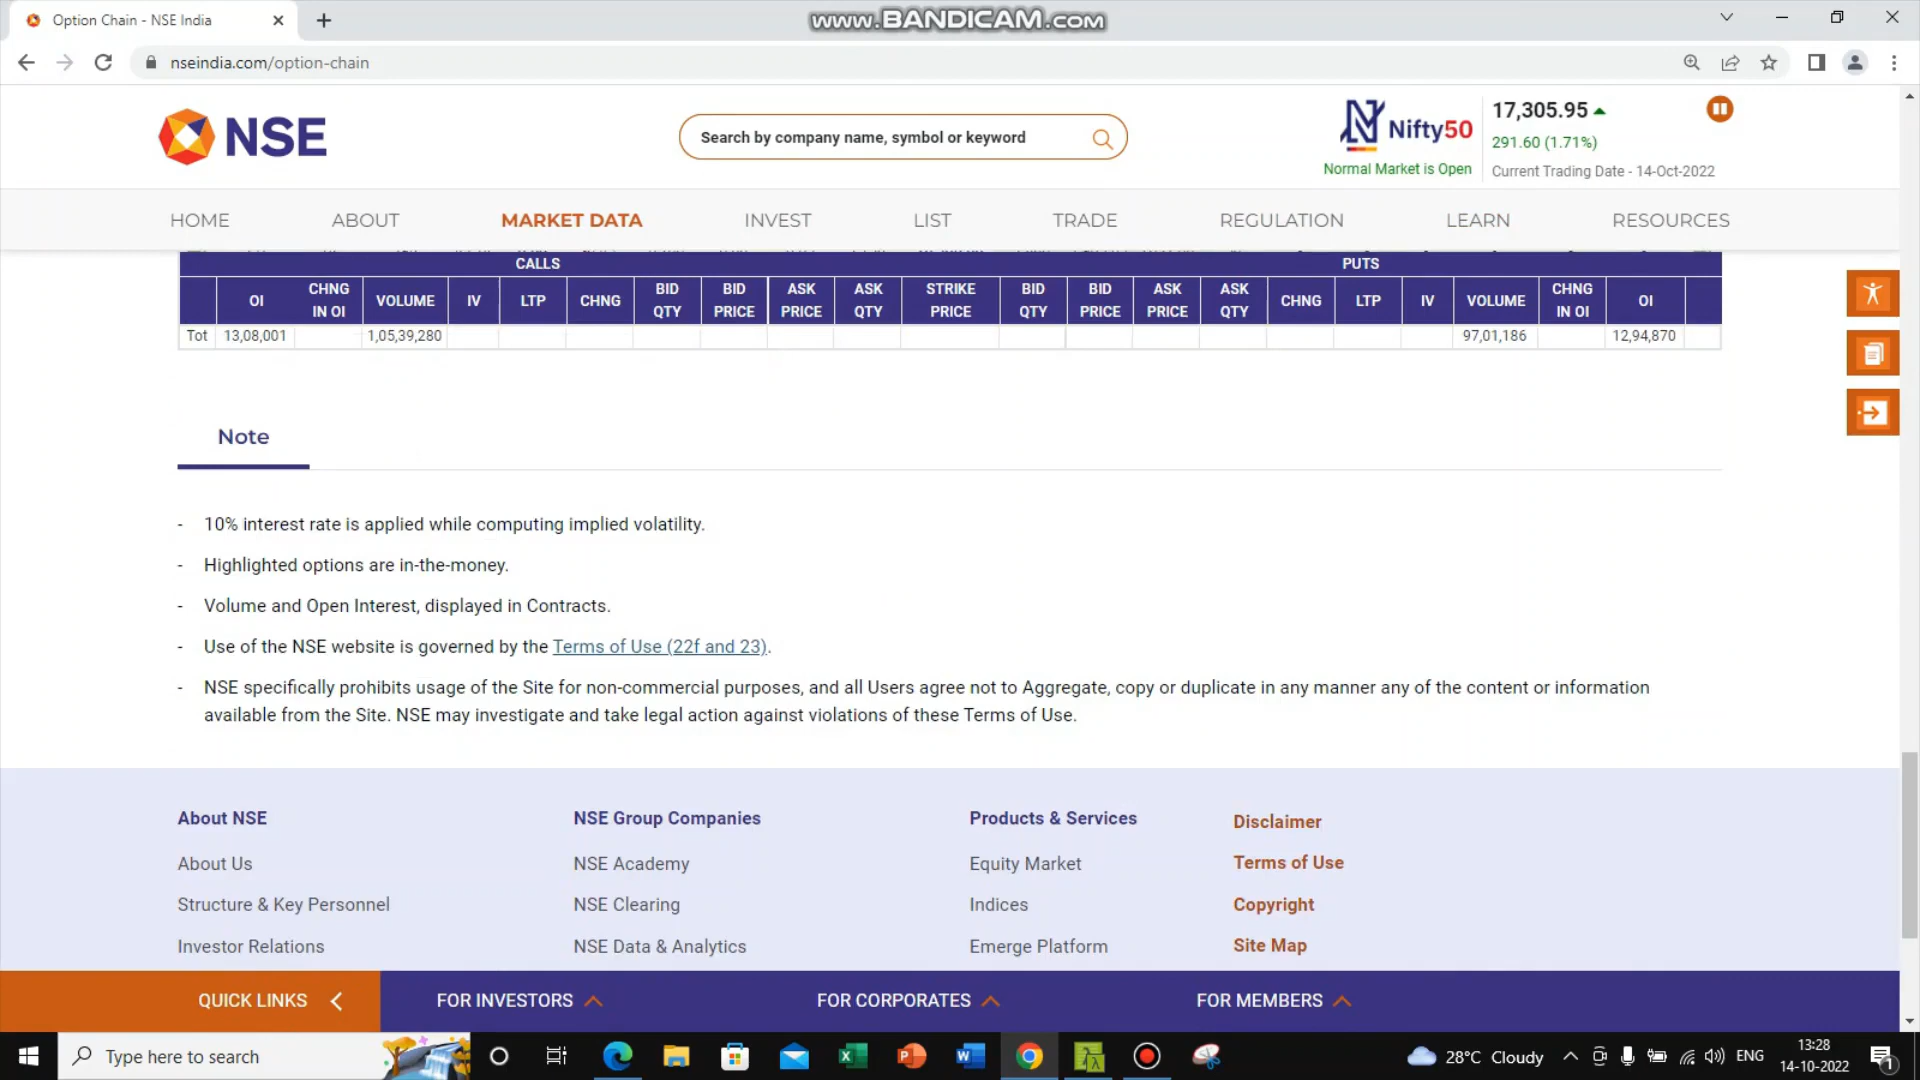 Option Chain - NSE India
www.BANDICAM.com
nseindia.com/option-chain
NSE
Search by company name, symbol or keyword
Nifty50
Normal Market is Open
17,305.95
291.60 (1.71%)
Current Trading Date - 14-Oct-2022
HOME ABOUT MARKET DATA INVEST LIST TRADE REGULATION LEARN RESOURCES
CALLS PUTS
OI CHNG IN OI VOLUME IV LTP CHNG BID QTY BID PRICE ASK PRICE ASK QTY STRIKE PRICE BID QTY BID PRICE ASK PRICE ASK QTY CHNG LTP IV VOLUME CHNG IN OI OI
Tot 13,08,001 1,05,39,280 97,01,186 12,94,870
Note
- 10% interest rate is applied while computing implied volatility.
- Highlighted options are in-the-money.
- Volume and Open Interest, displayed in Contracts.
- Use of the NSE website is governed by the Terms of Use (22f and 23).
- NSE specifically prohibits usage of the Site for non-commercial purposes, and all Users agree not to Aggregate, copy or duplicate in any manner any of the content or information
available from the Site. NSE may investigate and take legal action against violations of these Terms of Use.
About NSE NSE Group Companies Products & Services Disclaimer
About Us NSE Academy Equity Market Terms of Use
Structure & Key Personnel NSE Clearing Indices Copyright
Investor Relations NSE Data & Analytics Emerge Platform Site Map
QUICK LINKS FOR INVESTORS FOR CORPORATES FOR MEMBERS
Type here to search
28°C Cloudy
ENG
13:28
14-10-2022
1